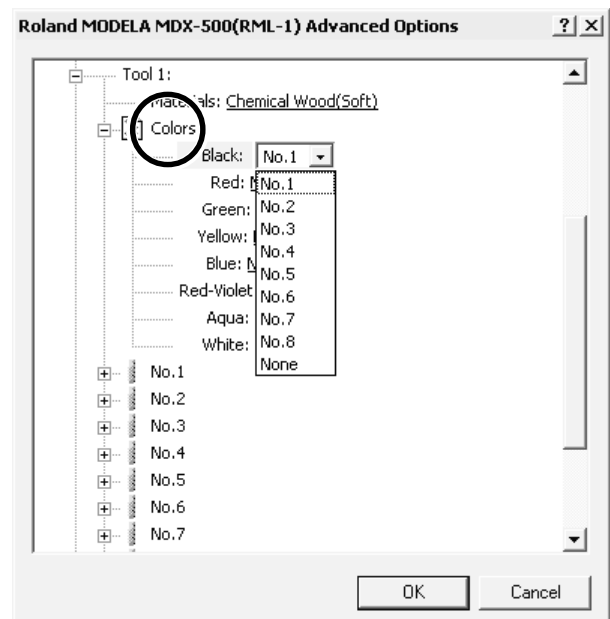 Roland MODELA MDX-500(RML-1) Advanced Options
Tool 1:
Materials: Chemical Wood(Soft)
Colors
Black: No.1
Red:
No.1
Green:
No.2
Yellow:
No.3
No.4
Blue:
No.5
Red-Violet
No.6
Aqua:
No.7
White:
No.8
None
No.1
No.2
No.3
No.4
No.5
No.6
No.7
OK Cancel